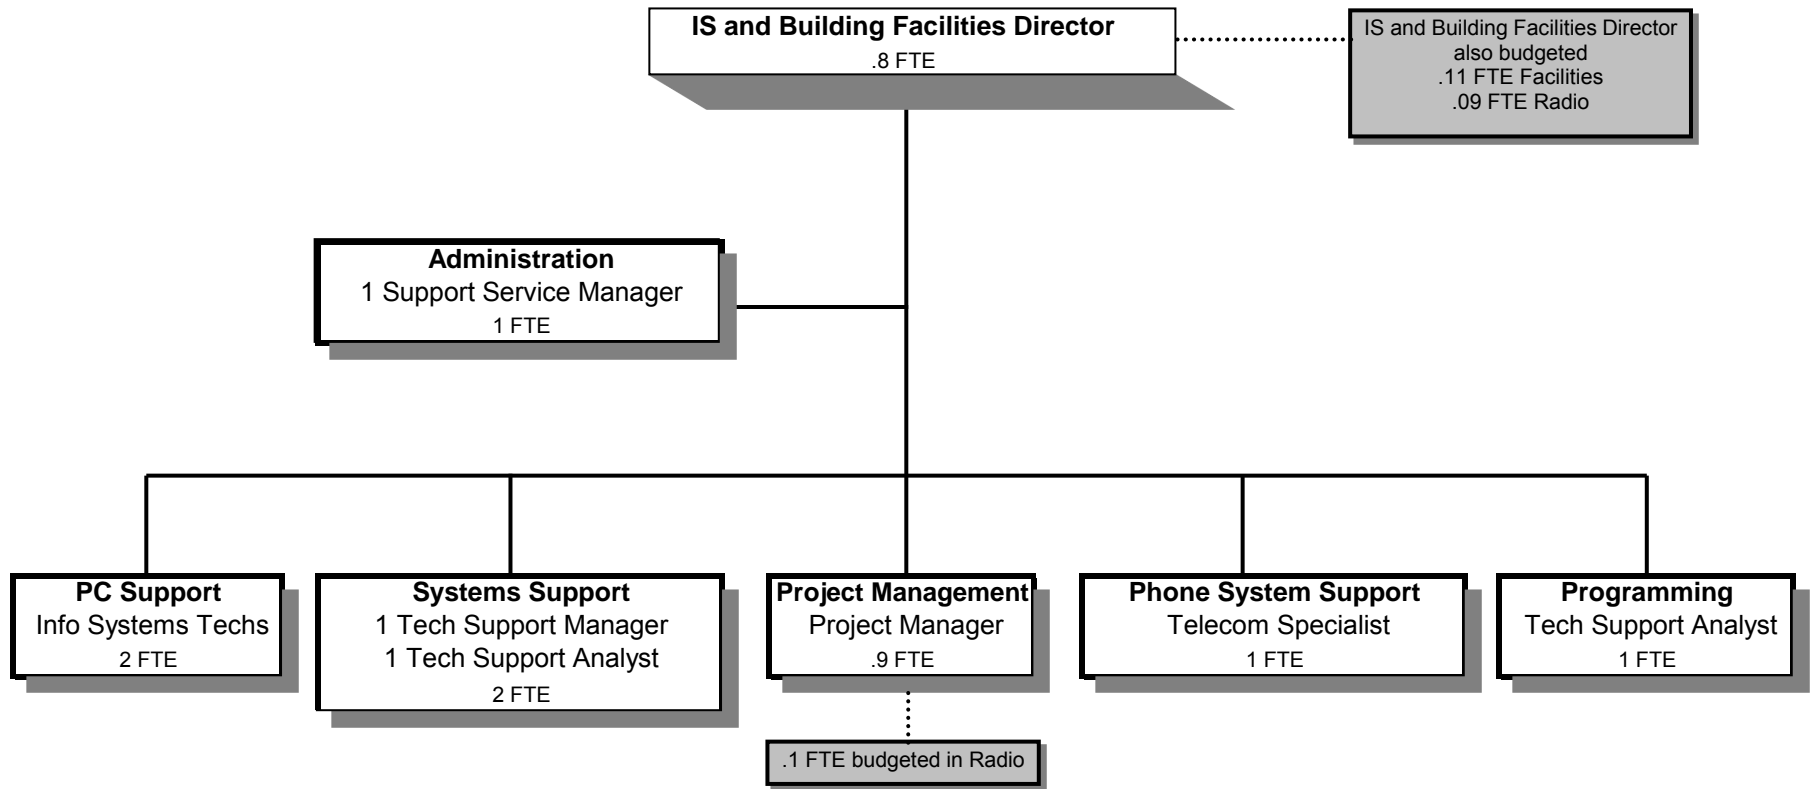 IS and Building Facilities Director
.8 FTE
IS and Building Facilities Director
also budgeted
.11 FTE Facilities
.09 FTE Radio
Administration
1 Support Service Manager
1 FTE
PC Support
Info Systems Techs
2 FTE
Systems Support
1 Tech Support Manager
1 Tech Support Analyst
2 FTE
Project Management
Project Manager
.9 FTE
Phone System Support
Telecom Specialist
1 FTE
Programming
Tech Support Analyst
1 FTE
.1 FTE budgeted in Radio